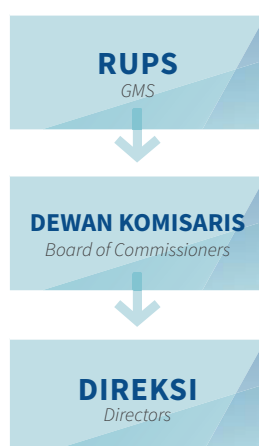 RUPS
GMS
DEWAN KOMISARIS
Board of Commissioners
DIREKSI
Directors